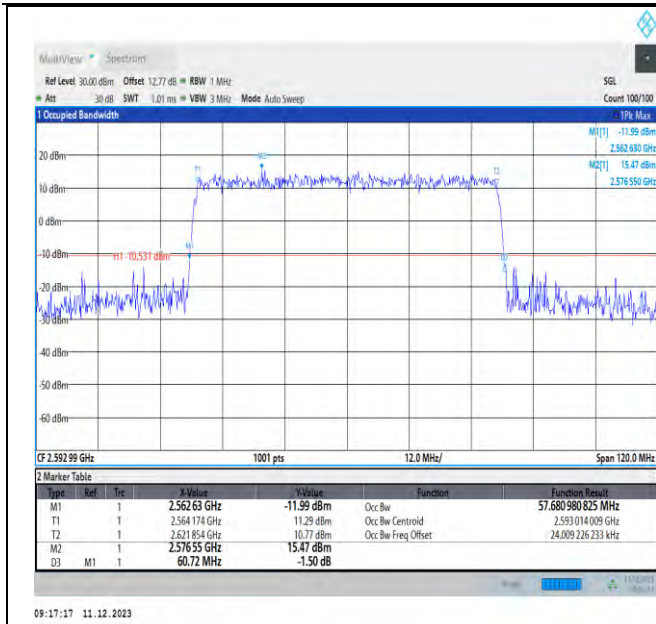 MultiView Spectrum
Ref Level 30.00 dBm Offset 12.77 dB RBW 1 MHz SGL
Att 30 dB SWT 1.01 ms VBW 3 MHz Mode Auto Sweep Count 100/100
1 Occupied Bandwidth 1Pk Max
M1[1] -11.99 dBm
2.562 630 GHz
M2[1] 15.47 dBm
2.576 550 GHz
20 dBm
T1 M2 T2
10 dBm
0 dBm
M1
-10 dBm H1 -10.531 dBm
-20 dBm
-30 dBm
-40 dBm
-50 dBm
-60 dBm
CF 2.592 99 GHz 1001 pts 12.0 MHz/ Span 120.0 MHz
2 Marker Table
Type Ref Trc X-Value Y-Value Function Function Result
M1 1 2.562 63 GHz -11.99 dBm Occ Bw 57.680 980 825 MHz
T1 1 2.564 174 GHz 11.29 dBm Occ Bw Centroid 2.593 014 009 GHz
T2 1 2.621 854 GHz 10.77 dBm Occ Bw Freq Offset 24.009 226 233 kHz
M2 1 2.576 55 GHz 15.47 dBm
D3 M1 1 60.72 MHz -1.50 dB
09:17:17 11.12.2023